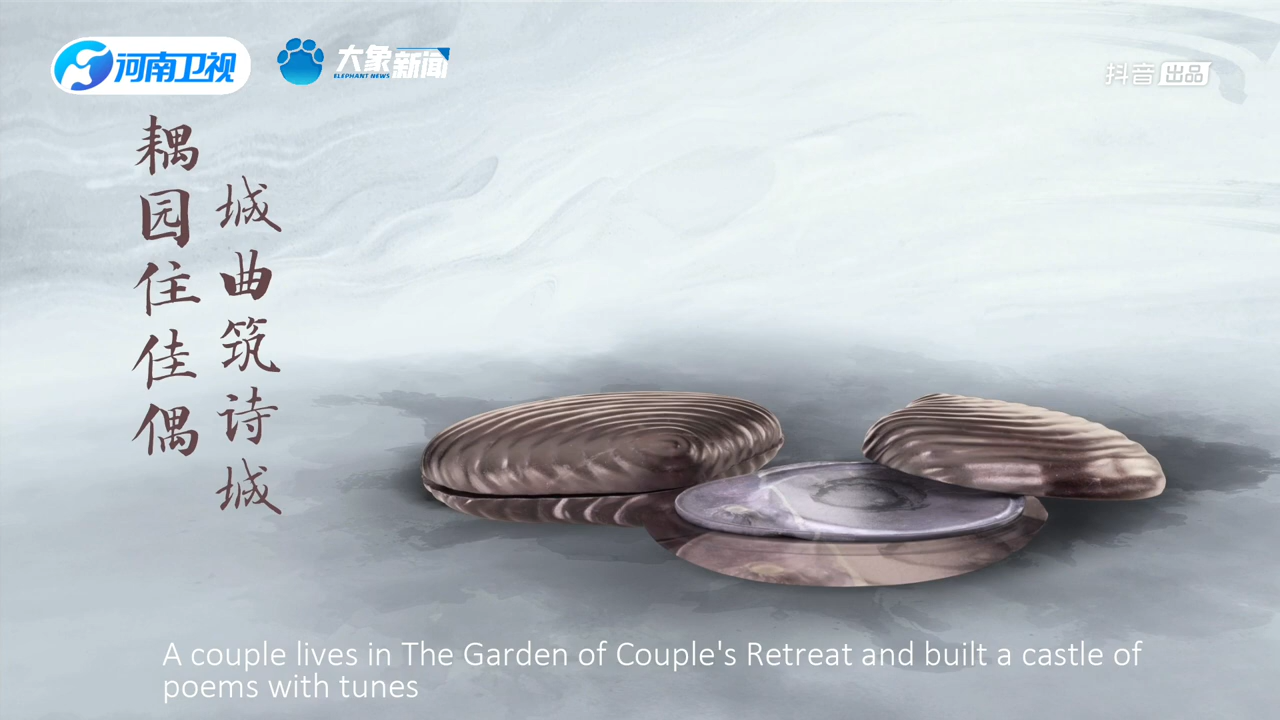 河南卫视
大象新闻
ELEPHANT NEWS
抖音出品
耦园住佳偶
城曲筑诗城
A couple lives in The Garden of Couple's Retreat and built a castle of
poems with tunes